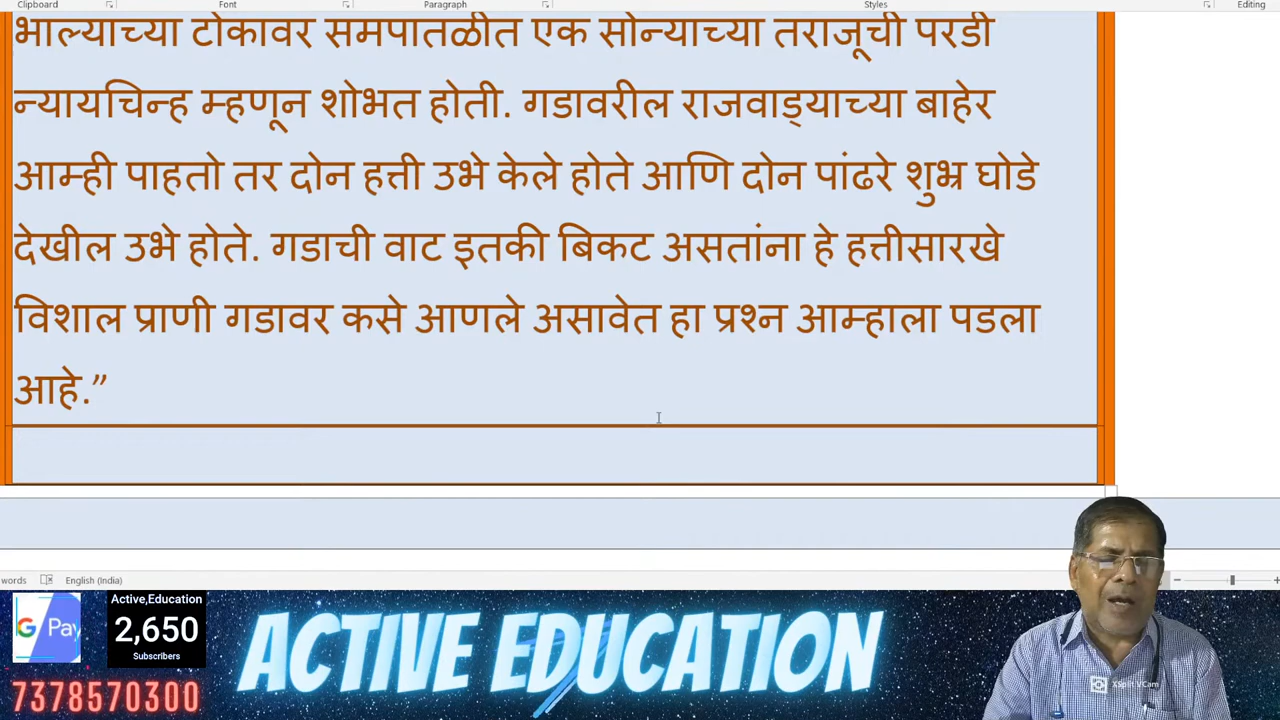 Clipboard Font Paragraph Styles Editing
भाल्याच्या टोकावर समपातळीत एक सोन्याच्या तराजूची परडी
न्यायचिन्ह म्हणून शोभत होती. गडावरील राजवाड्याच्या बाहेर
आम्ही पाहतो तर दोन हत्ती उभे केले होते आणि दोन पांढरे शुभ्र घोडे
देखील उभे होते. गडाची वाट इतकी बिकट असतांना हे हत्तीसारखे
विशाल प्राणी गडावर कसे आणले असावेत हा प्रश्न आम्हाला पडला
आहे.”
words English (India)
G Pay
Active,Education
2,650
Subscribers
ACTIVE EDUCATION
7378570300
XSplit VCam